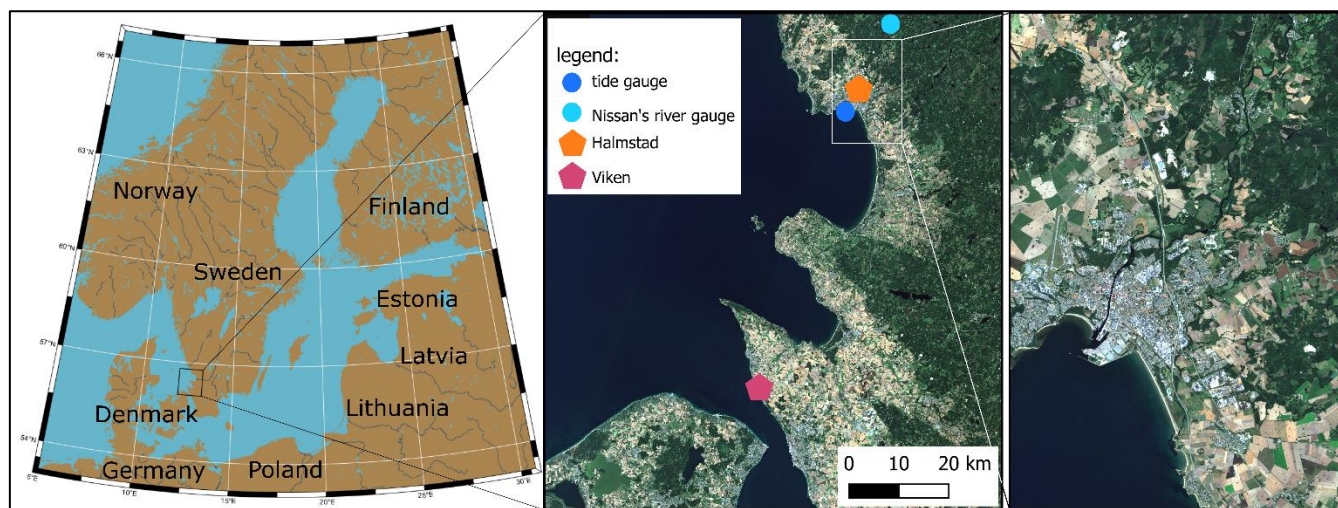 66°N
63°N
60°N
57°N
54°N
5°E
10°E
15°E
20°E
25°E
30°E
Norway
Finland
Sweden
Estonia
Latvia
Denmark
Lithuania
Germany
Poland
legend:
tide gauge
Nissan's river gauge
Halmstad
Viken
0 10 20 km